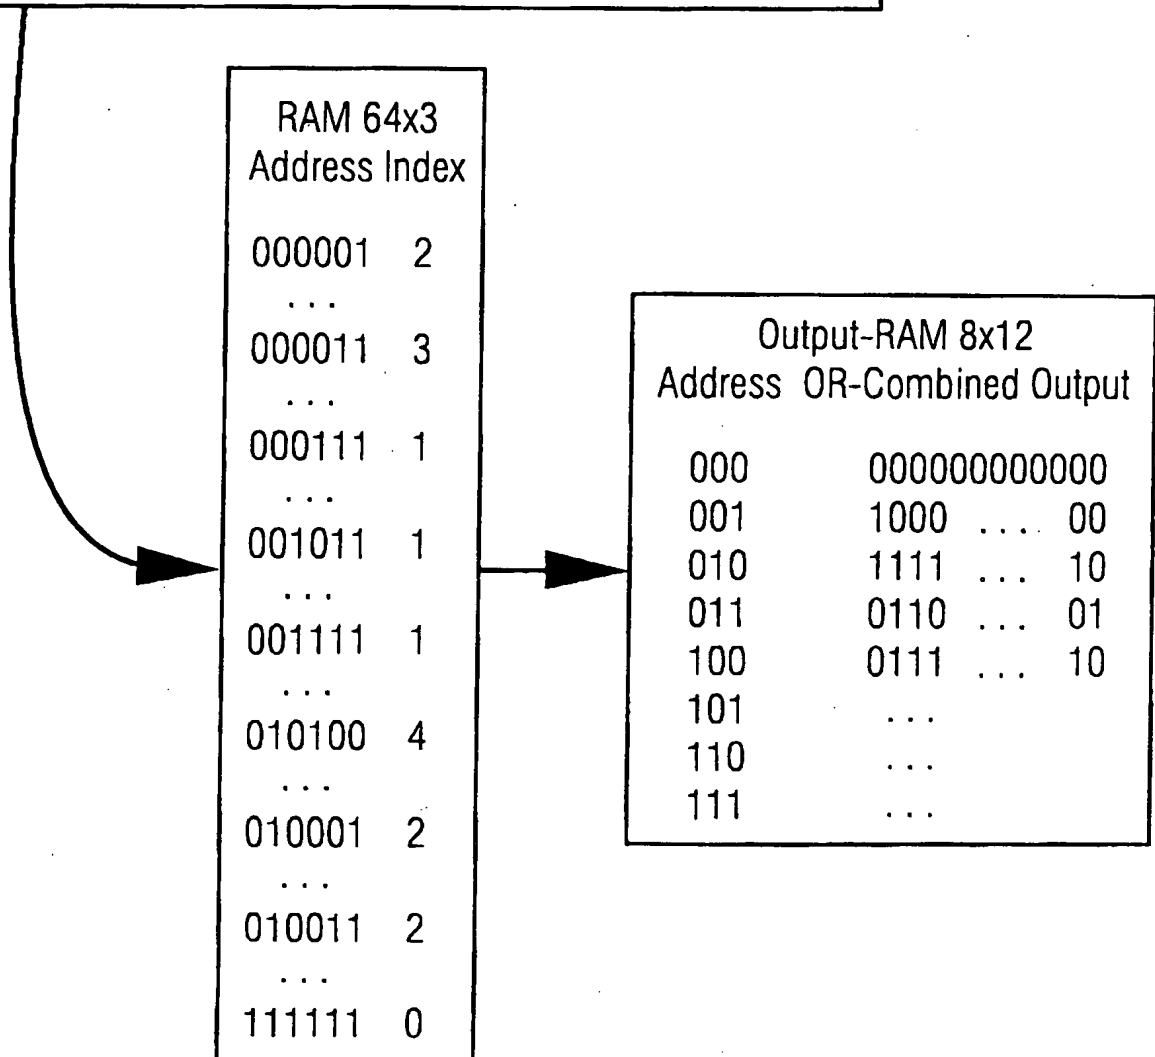 RAM 64x3
Address Index
000001 2
...
000011 3
...
000111 1
...
001011 1
...
001111 1
...
010100 4
...
010001 2
...
010011 2
...
111111 0
Output-RAM 8x12
Address OR-Combined Output
000 000000000000
001 1000 ... 00
010 1111 ... 10
011 0110 ... 01
100 0111 ... 10
101 ...
110 ...
111 ...